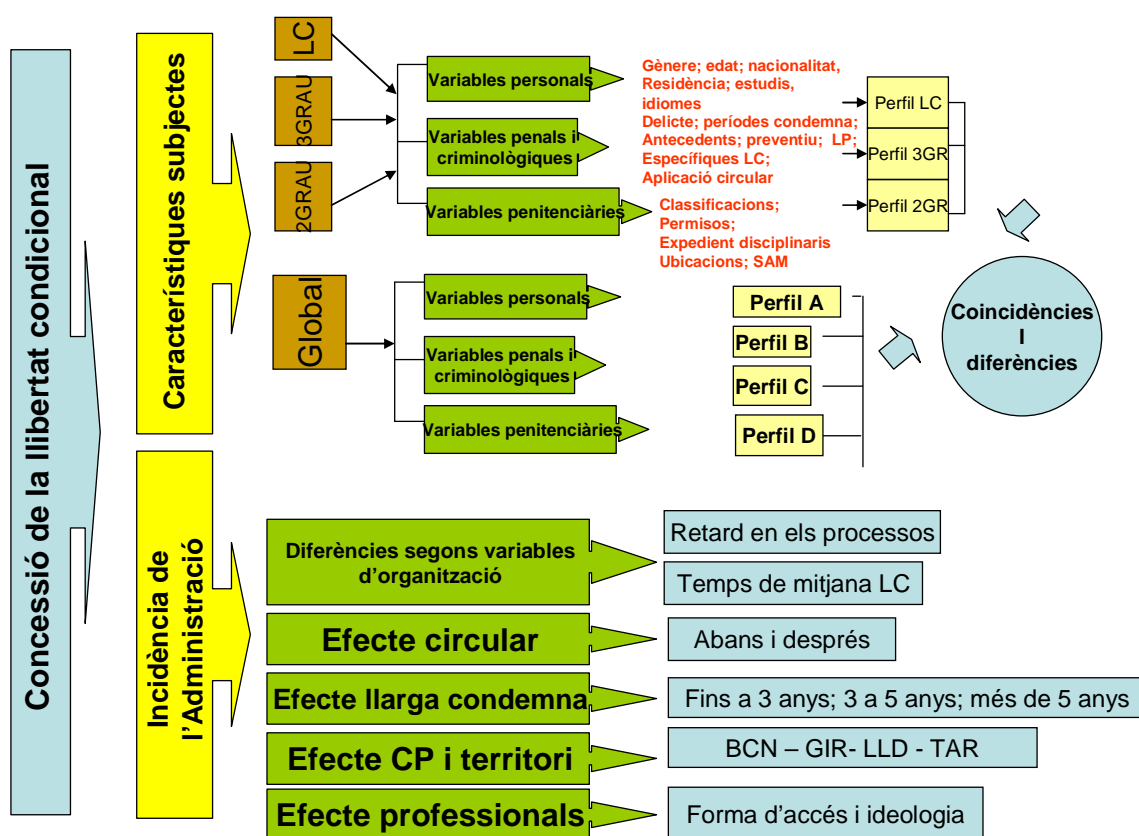 Concessió de la llibertat condicional
Característiques subjectes
LC
3GRAU
2GRAU
Variables personals
Variables penals i
criminològiques
Variables penitenciàries
Gènere; edat; nacionalitat,
Residència; estudis,
idiomes
Delicte; períodes condemna;
Antecedents; preventiu; LP;
Específiques LC;
Aplicació circular
Classificacions;
Permisos;
Expedient disciplinaris
Ubicacions; SAM
Perfil LC
Perfil 3GR
Perfil 2GR
Global
Variables personals
Variables penals i
criminològiques
Variables penitenciàries
Perfil A
Perfil B
Perfil C
Perfil D
Coincidències
I
diferències
Incidència de
l'Administració
Diferències segons variables
d'organització
Retard en els processos
Temps de mitjana LC
Efecte circular
Abans i després
Efecte llarga condemna
Fins a 3 anys; 3 a 5 anys; més de 5 anys
Efecte CP i territori
BCN – GIR- LLD - TAR
Efecte professionals
Forma d'accés i ideologia